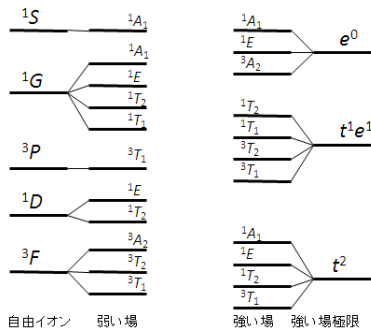 ¹S ¹A₁
¹A₁
¹G ¹E
¹T₂
¹T₁
³P ³T₁
¹D ¹E
¹T₂
³F ³A₂
³T₂
³T₁
自由イオン 弱い場
¹A₁
¹E e⁰
³A₂
¹T₂
¹T₁ t¹e¹
³T₂
³T₁
¹A₁
¹E t²
¹T₂
³T₁
強い場 強い場極限